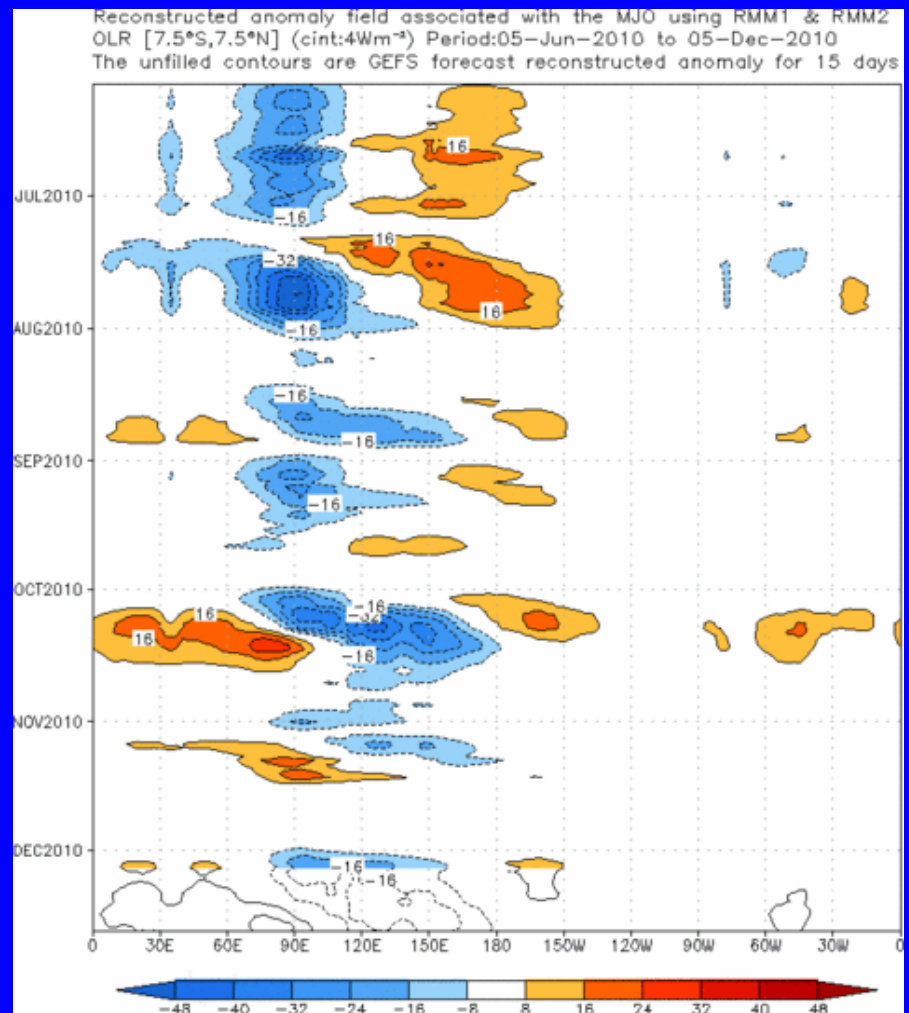 Reconstructed anomaly field associated with the MJO using RMM1 & RMM2
OLR [7.5°S,7.5°N] (cint:4Wm⁻²) Period:05-Jun-2010 to 05-Dec-2010
The unfilled contours are GEFS forecast reconstructed anomaly for 15 days
16
JUL2010
-16
16
-32
16
AUG2010
-16
-16
-16
SEP2010
-16
OCT2010
-16
16
-32
16
-16
NOV2010
DEC2010
-16
-16
0 30E 60E 90E 120E 150E 180 150W 120W 90W 60W 30W 0
-48 -40 -32 -24 -16 -8 8 16 24 32 40 48